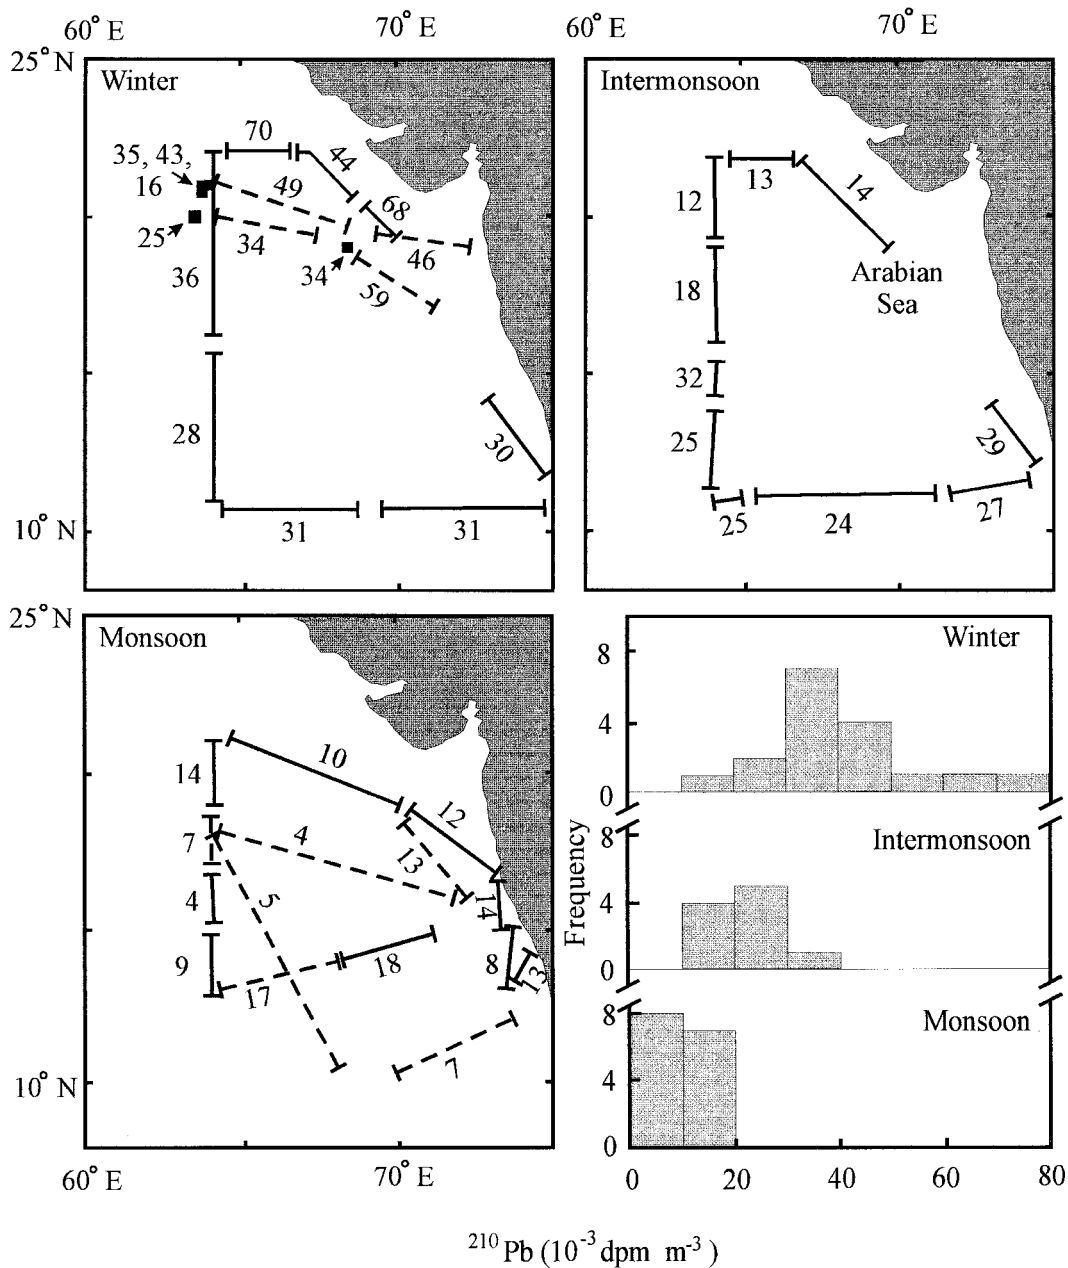 60° E
70° E
60° E
70° E
25° N
Winter
Intermonsoon
70
35, 43,
16
44
49
68
25
34
46
34
36
59
28
30
31
31
10° N
13
12
14
Arabian
Sea
18
32
25
29
25
24
27
25° N
Monsoon
10
14
12
7
4
13
5
4
14
9
18
8
13
17
7
10° N
60° E
70° E
Winter
8
4
0
Intermonsoon
8
4
0
Frequency
Monsoon
8
4
0
0
20
40
60
80
210 Pb (10-3 dpm m-3)